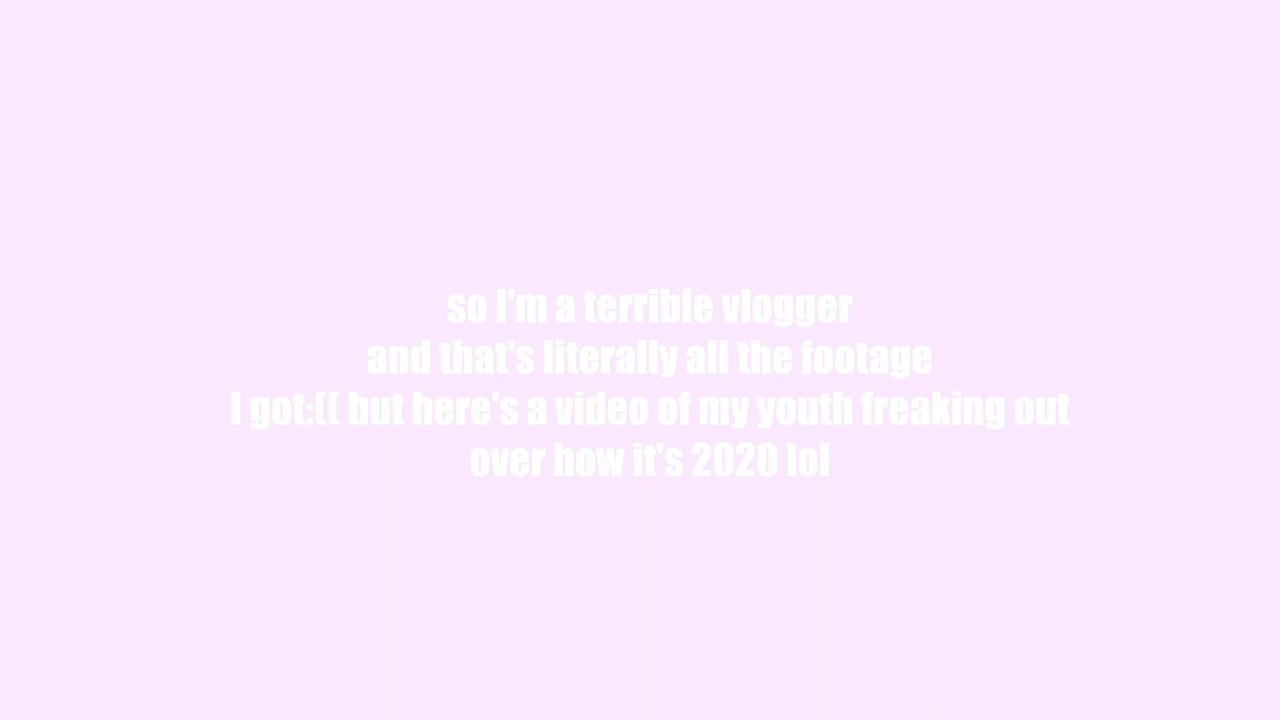 so I'm a terrible vlogger
and that's literally all the footage
I got:(( but here's a video of my youth freaking out
over how it's 2020 lol